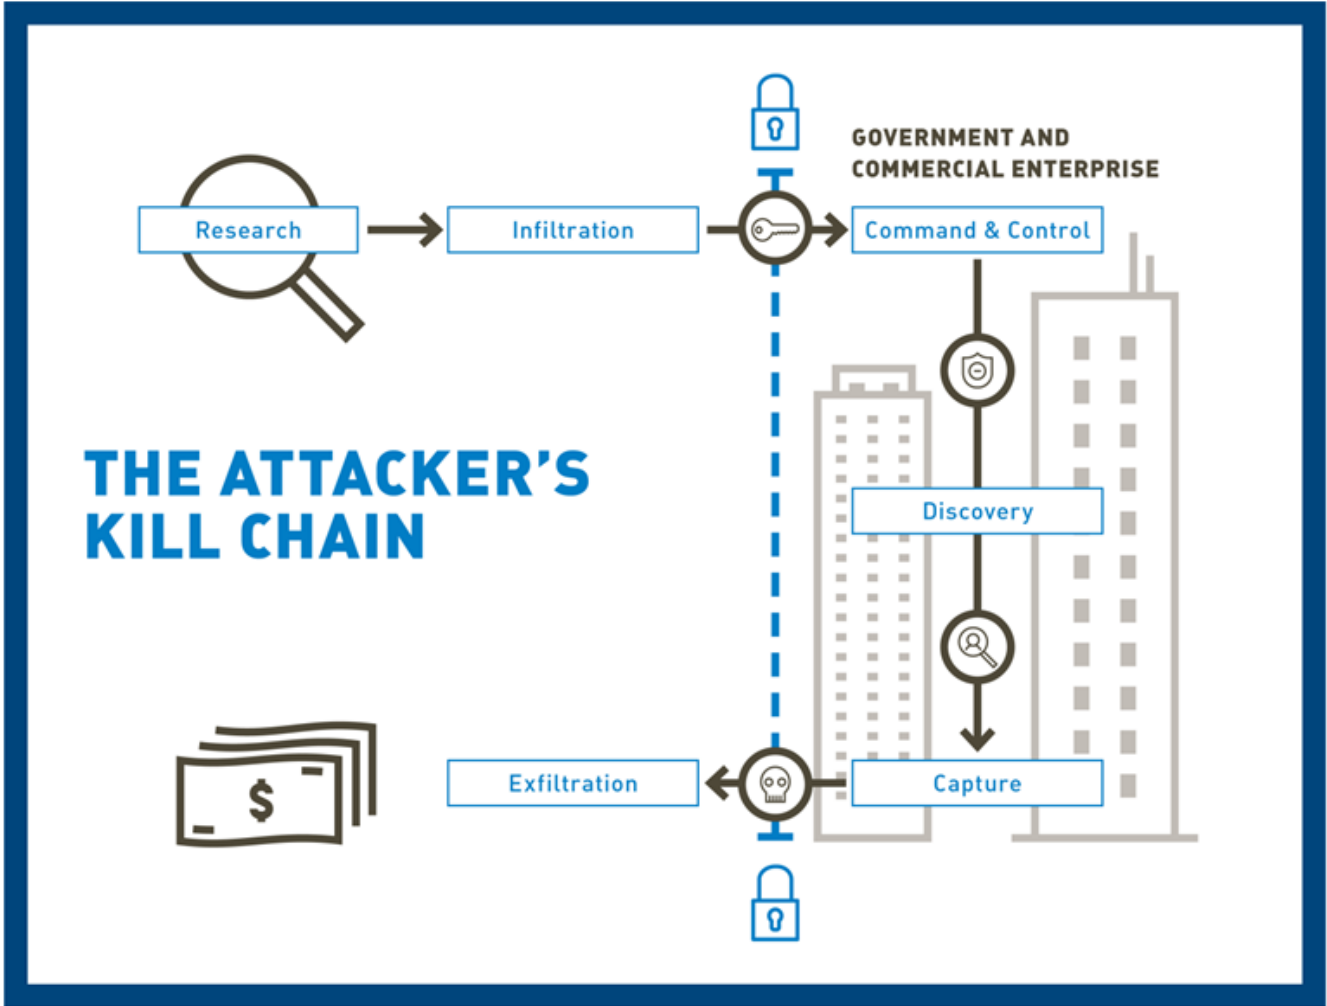 GOVERNMENT AND
COMMERCIAL ENTERPRISE
Research
Infiltration
Command & Control
THE ATTACKER'S
KILL CHAIN
Discovery
$
Exfiltration
Capture